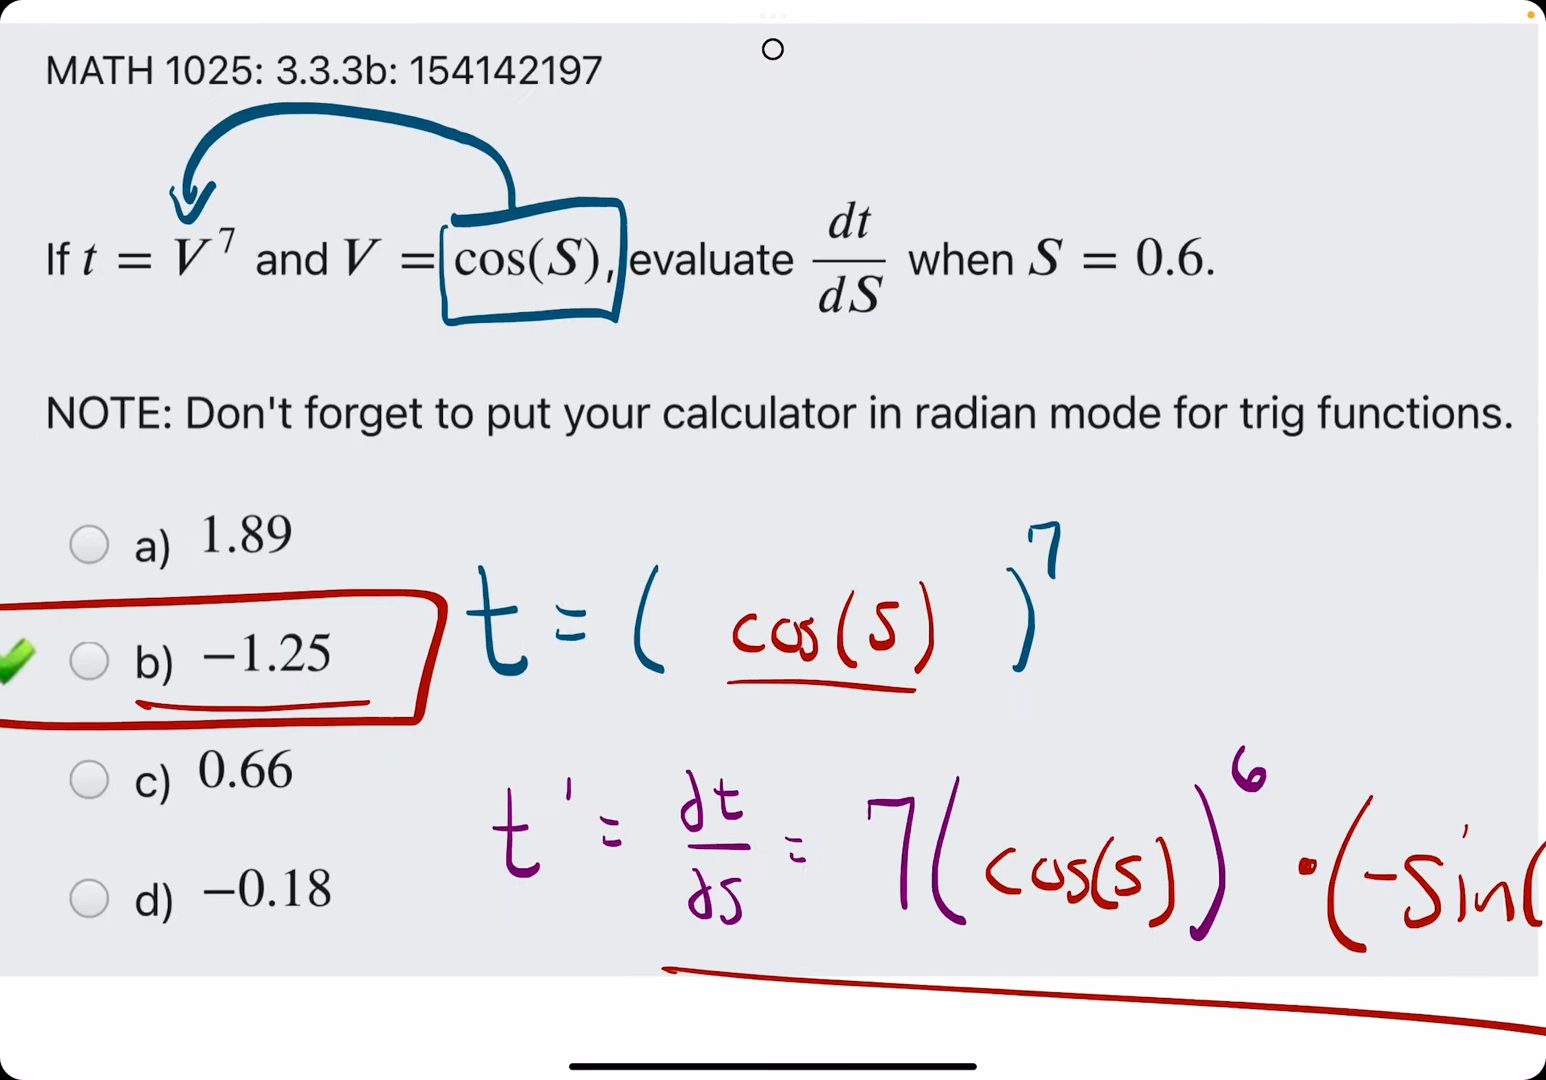 MATH 1025: 3.3.3b: 154142197
If t = V⁷ and V = cos(S), evaluate dt/dS when S = 0.6.
NOTE: Don't forget to put your calculator in radian mode for trig functions.
a) 1.89
t = ( cos(s) )⁷
b) −1.25
c) 0.66
t' = dt/ds = 7(cos(s))⁶ · (-sin(
d) −0.18